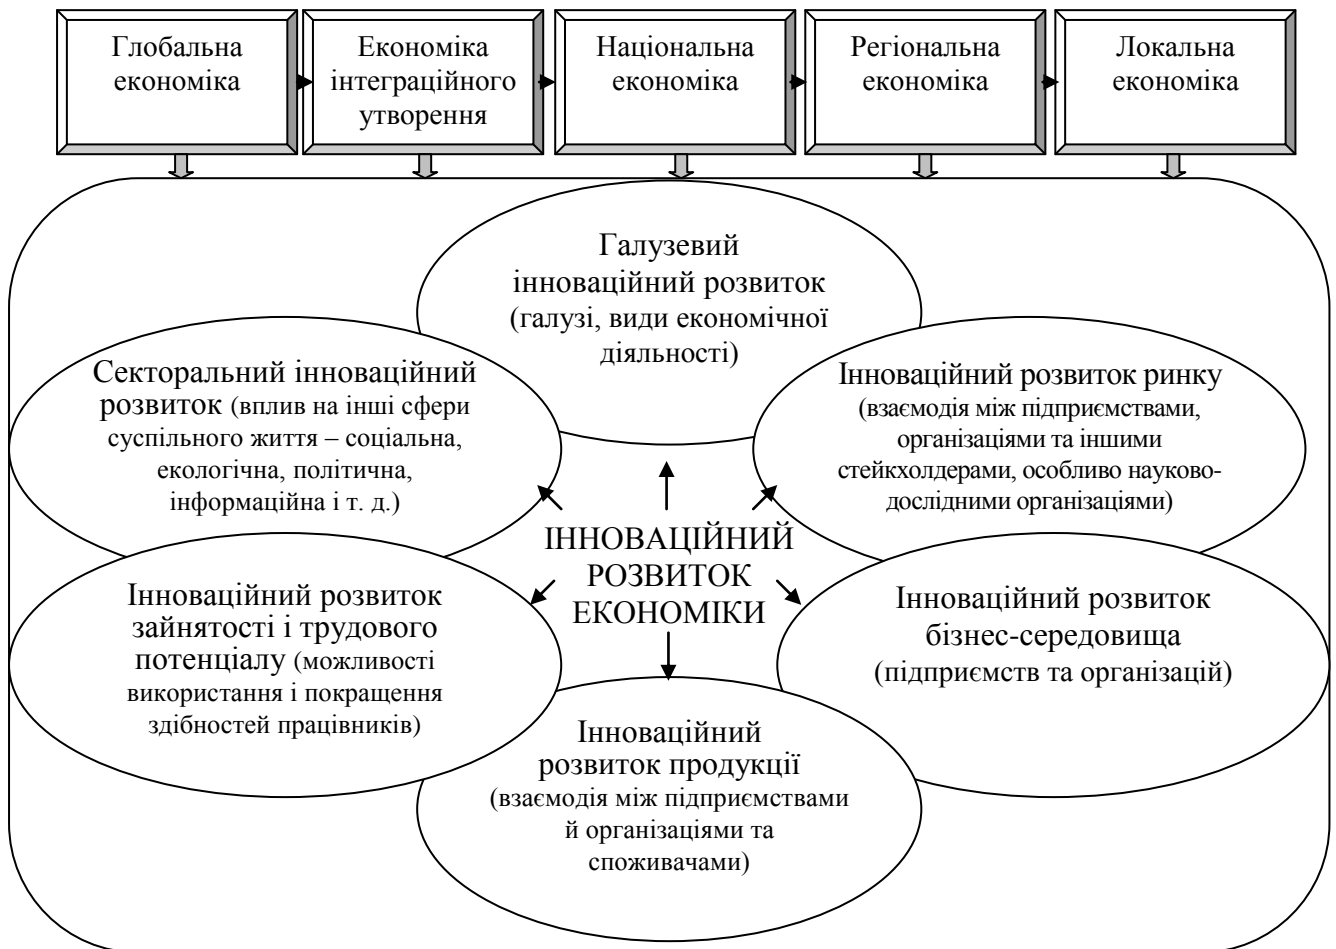 Глобальна
економіка
Економіка
інтеграційного
утворення
Національна
економіка
Регіональна
економіка
Локальна
економіка
Галузевий
інноваційний розвиток
(галузі, види економічної
діяльності)
Секторальний інноваційний
розвиток (вплив на інші сфери
суспільного життя – соціальна,
екологічна, політична,
інформаційна і т. д.)
Інноваційний розвиток ринку
(взаємодія між підприємствами,
організаціями та іншими
стейкхолдерами, особливо науково-
дослідними організаціями)
ІННОВАЦІЙНИЙ
РОЗВИТОК
ЕКОНОМІКИ
Інноваційний розвиток
зайнятості і трудового
потенціалу (можливості
використання і покращення
здібностей працівників)
Інноваційний розвиток
бізнес-середовища
(підприємств та організацій)
Інноваційний
розвиток продукції
(взаємодія між підприємствами
й організаціями та
споживачами)